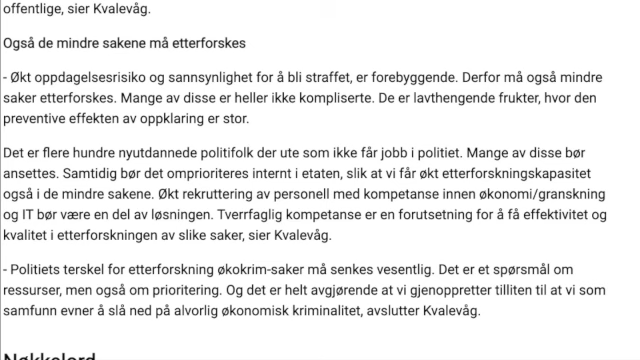 offentlige, sier Kvalevåg.
Også de mindre sakene må etterforskes
- Økt oppdagelsesrisiko og sannsynlighet for å bli straffet, er forebyggende. Derfor må også mindre
saker etterforskes. Mange av disse er heller ikke kompliserte. De er lavthengende frukter, hvor den
preventive effekten av oppklaring er stor.
Det er flere hundre nyutdannede politifolk der ute som ikke får jobb i politiet. Mange av disse bør
ansettes. Samtidig bør det omprioriteres internt i etaten, slik at vi får økt etterforskningskapasitet
også i de mindre sakene. Økt rekruttering av personell med kompetanse innen økonomi/granskning
og IT bør være en del av løsningen. Tverrfaglig kompetanse er en forutsetning for å få effektivitet og
kvalitet i etterforskningen av slike saker, sier Kvalevåg.
- Politiets terskel for etterforskning økokrim-saker må senkes vesentlig. Det er et spørsmål om
ressurser, men også om prioritering. Og det er helt avgjørende at vi gjenoppretter tilliten til at vi som
samfunn evner å slå ned på alvorlig økonomisk kriminalitet, avslutter Kvalevåg.